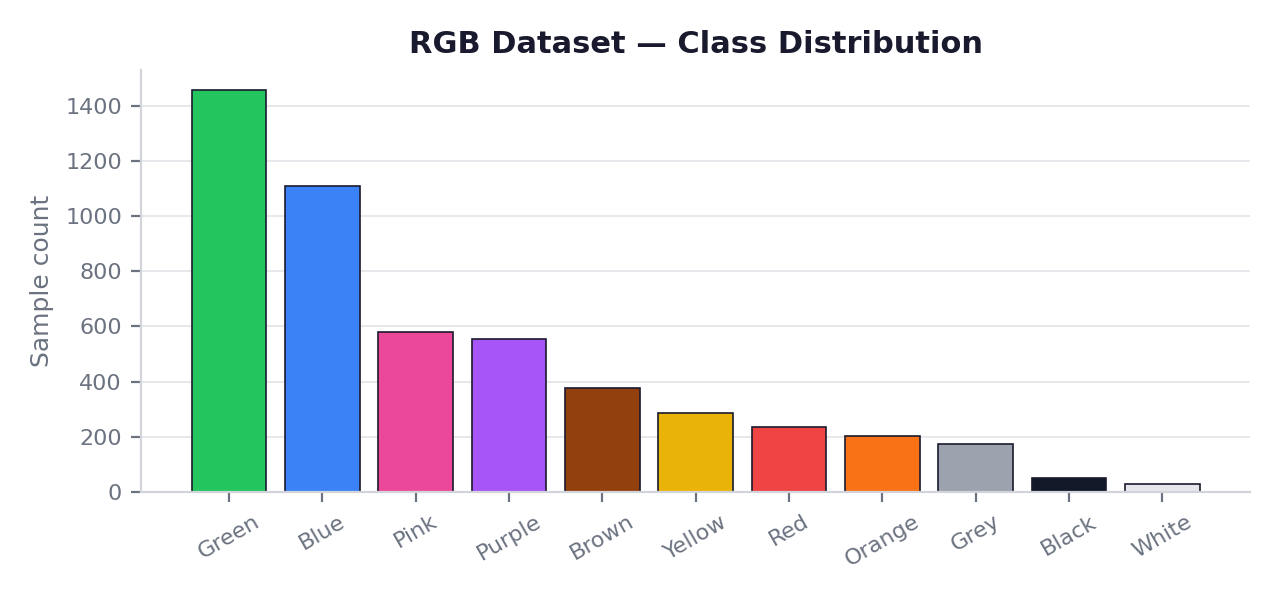 RGB Dataset — Class Distribution
Sample count
1400
1200
1000
800
600
400
200
0
Green
Blue
Pink
Purple
Brown
Yellow
Red
Orange
Grey
Black
White